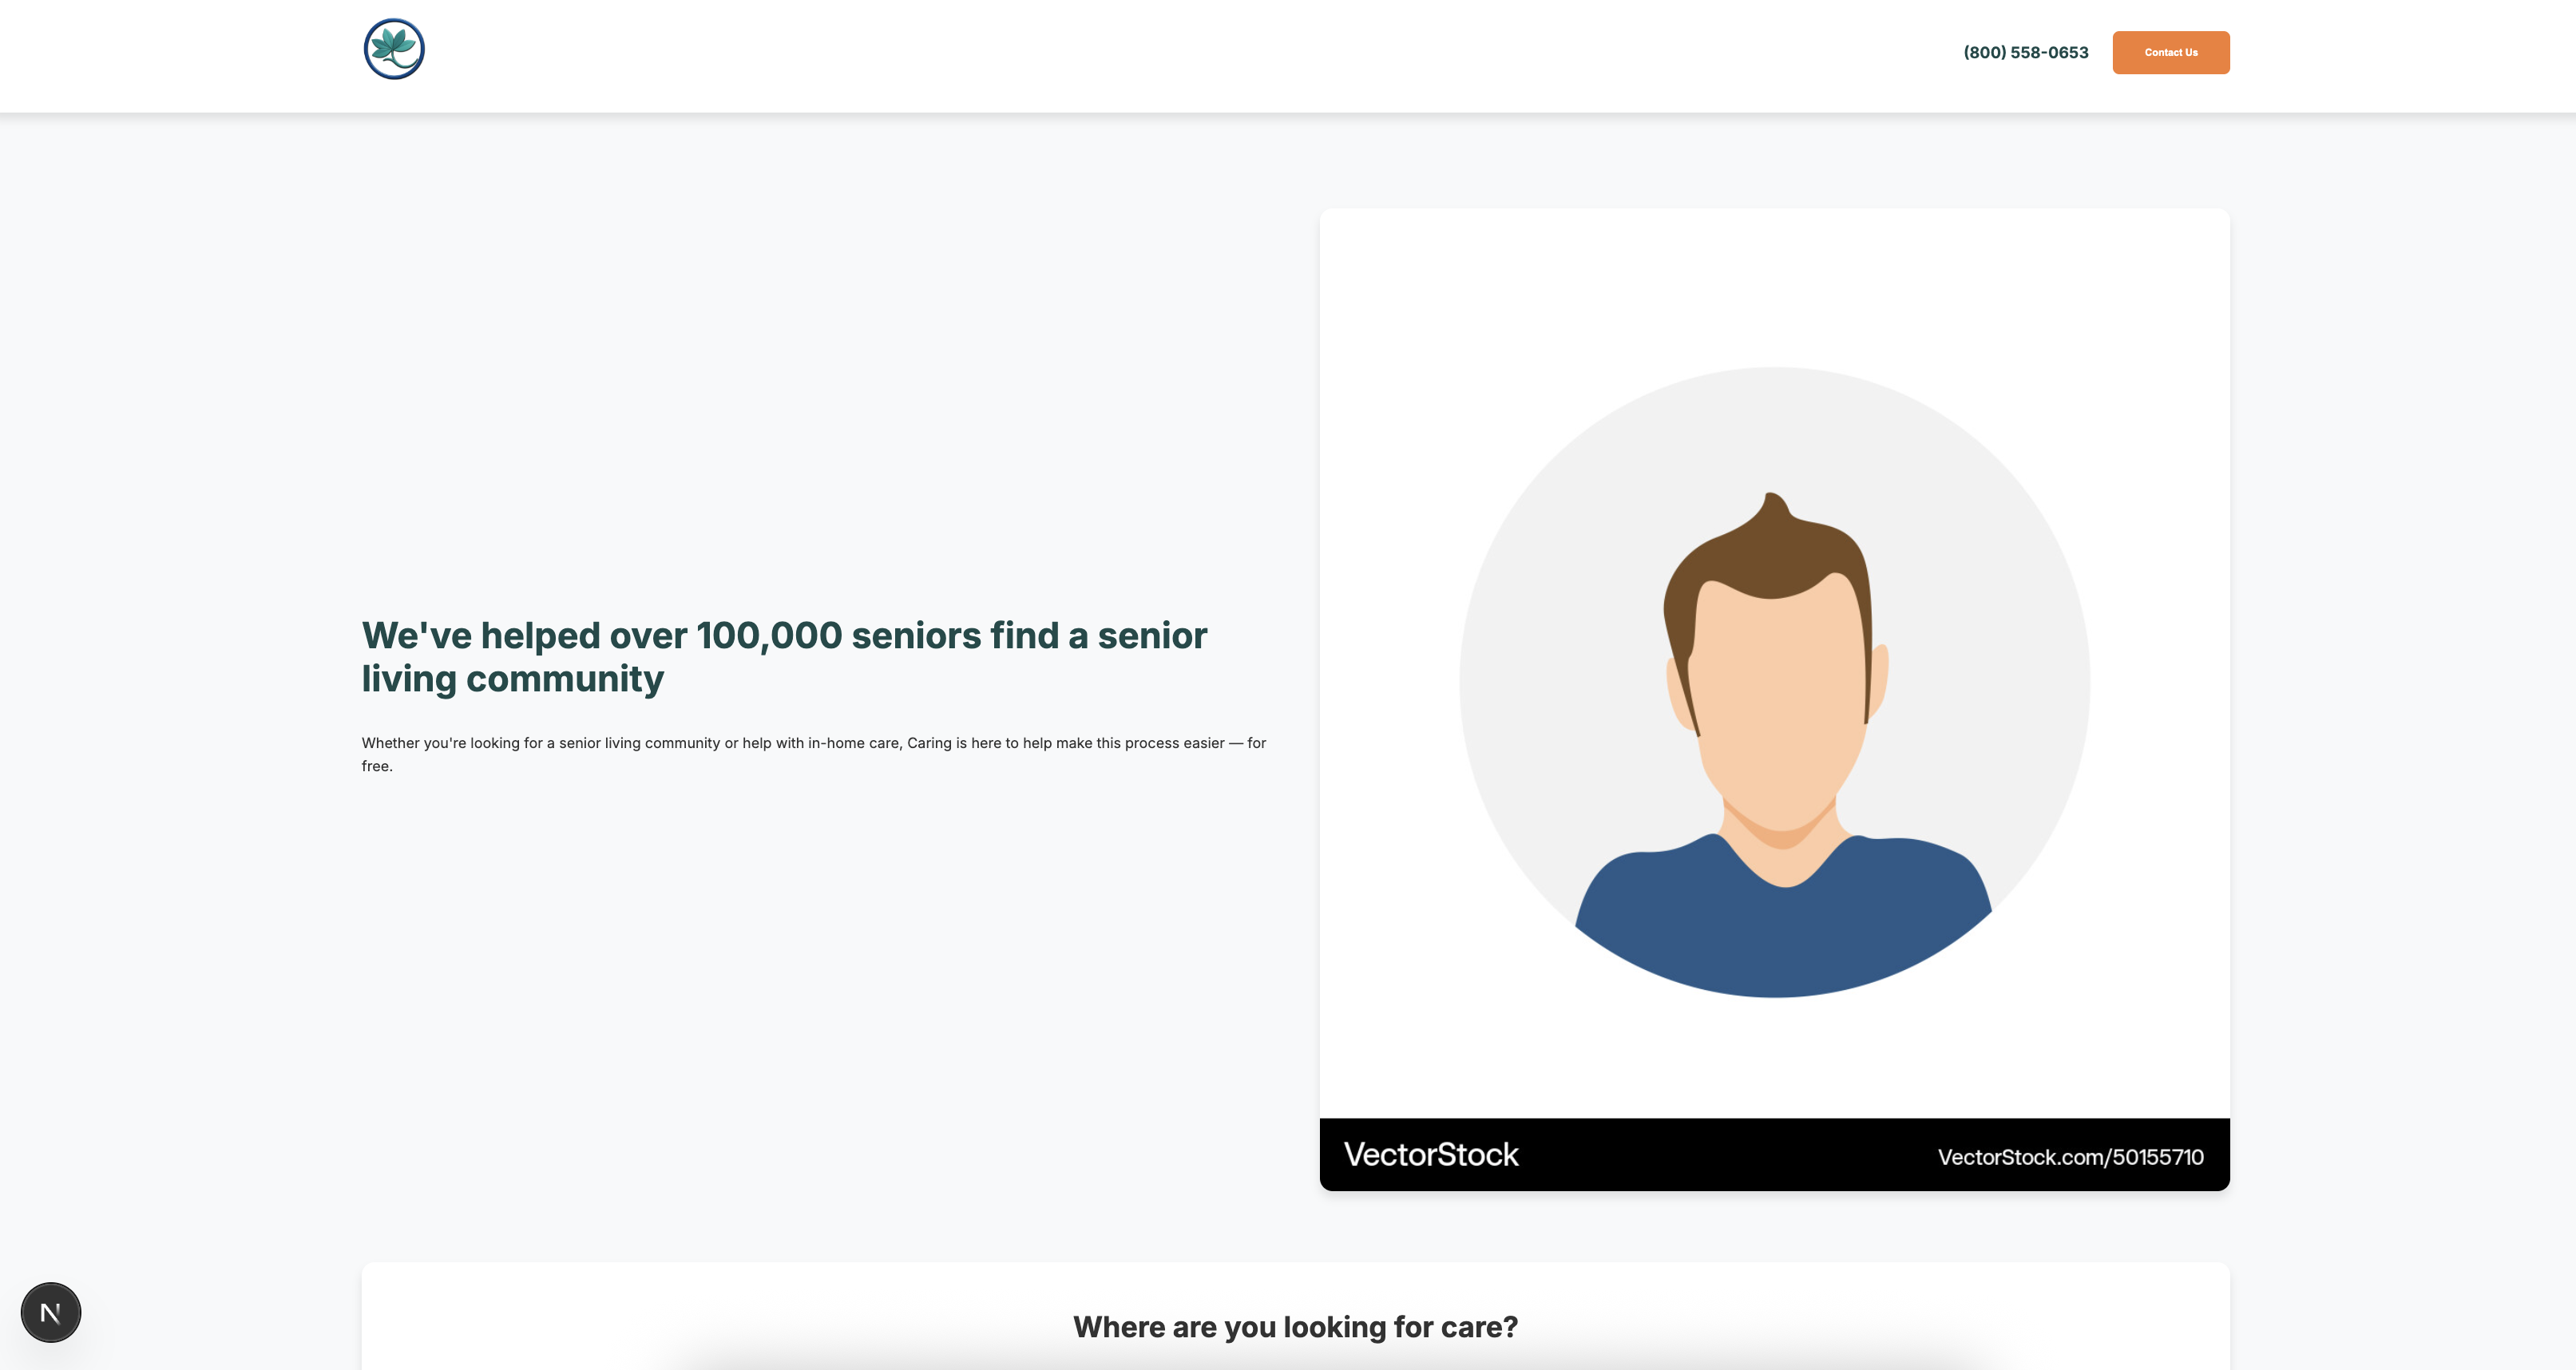 (800) 558-0653
Contact Us
We've helped over 100,000 seniors find a senior
living community
Whether you're looking for a senior living community or help with in-home care, Caring is here to help make this process easier — for
free.
VectorStock
VectorStock.com/50155710
N
Where are you looking for care?